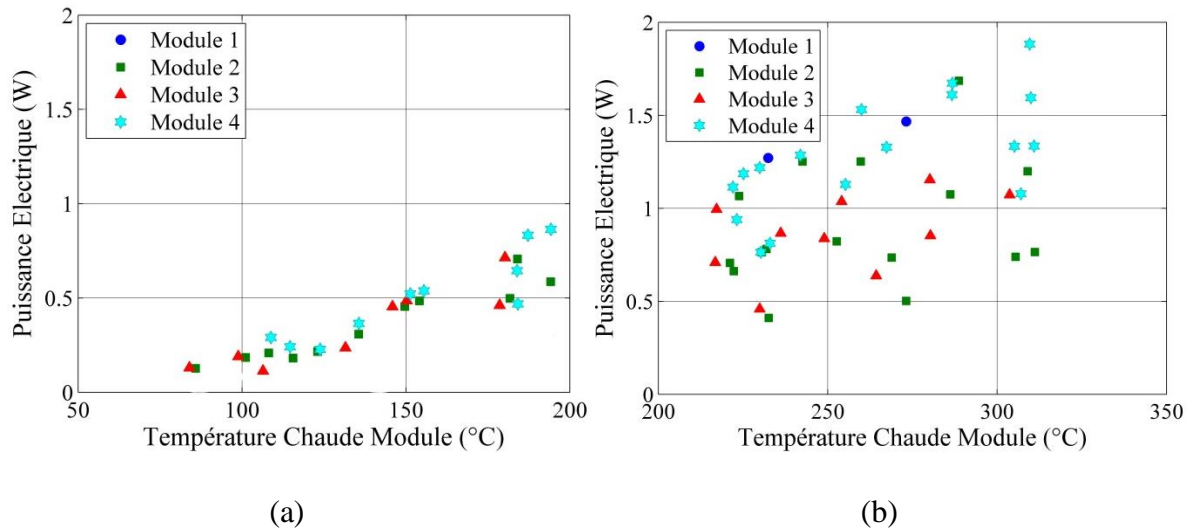 2
1.5
1
0.5
0
50
100
150
200
Puissance Electrique (W)
Température Chaude Module (°C)
Module 1
Module 2
Module 3
Module 4
(a)
2
1.5
1
0.5
0
200
250
300
350
Puissance Electrique (W)
Température Chaude Module (°C)
Module 1
Module 2
Module 3
Module 4
(b)